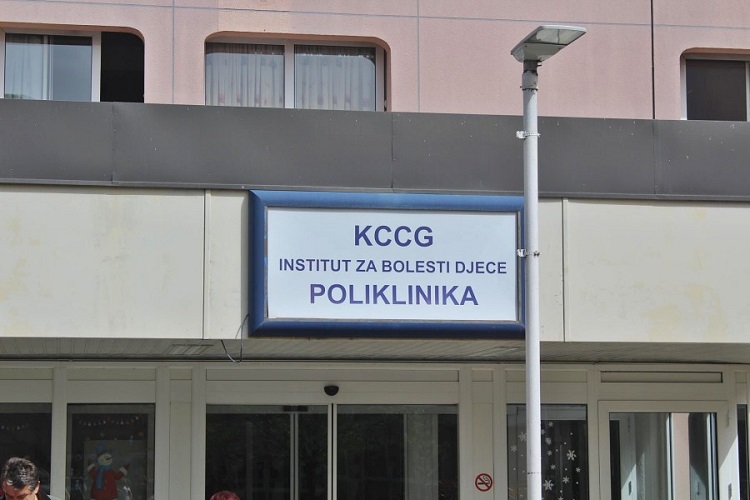 KCCG
INSTITUT ZA BOLESTI DJECE
POLIKLINIKA